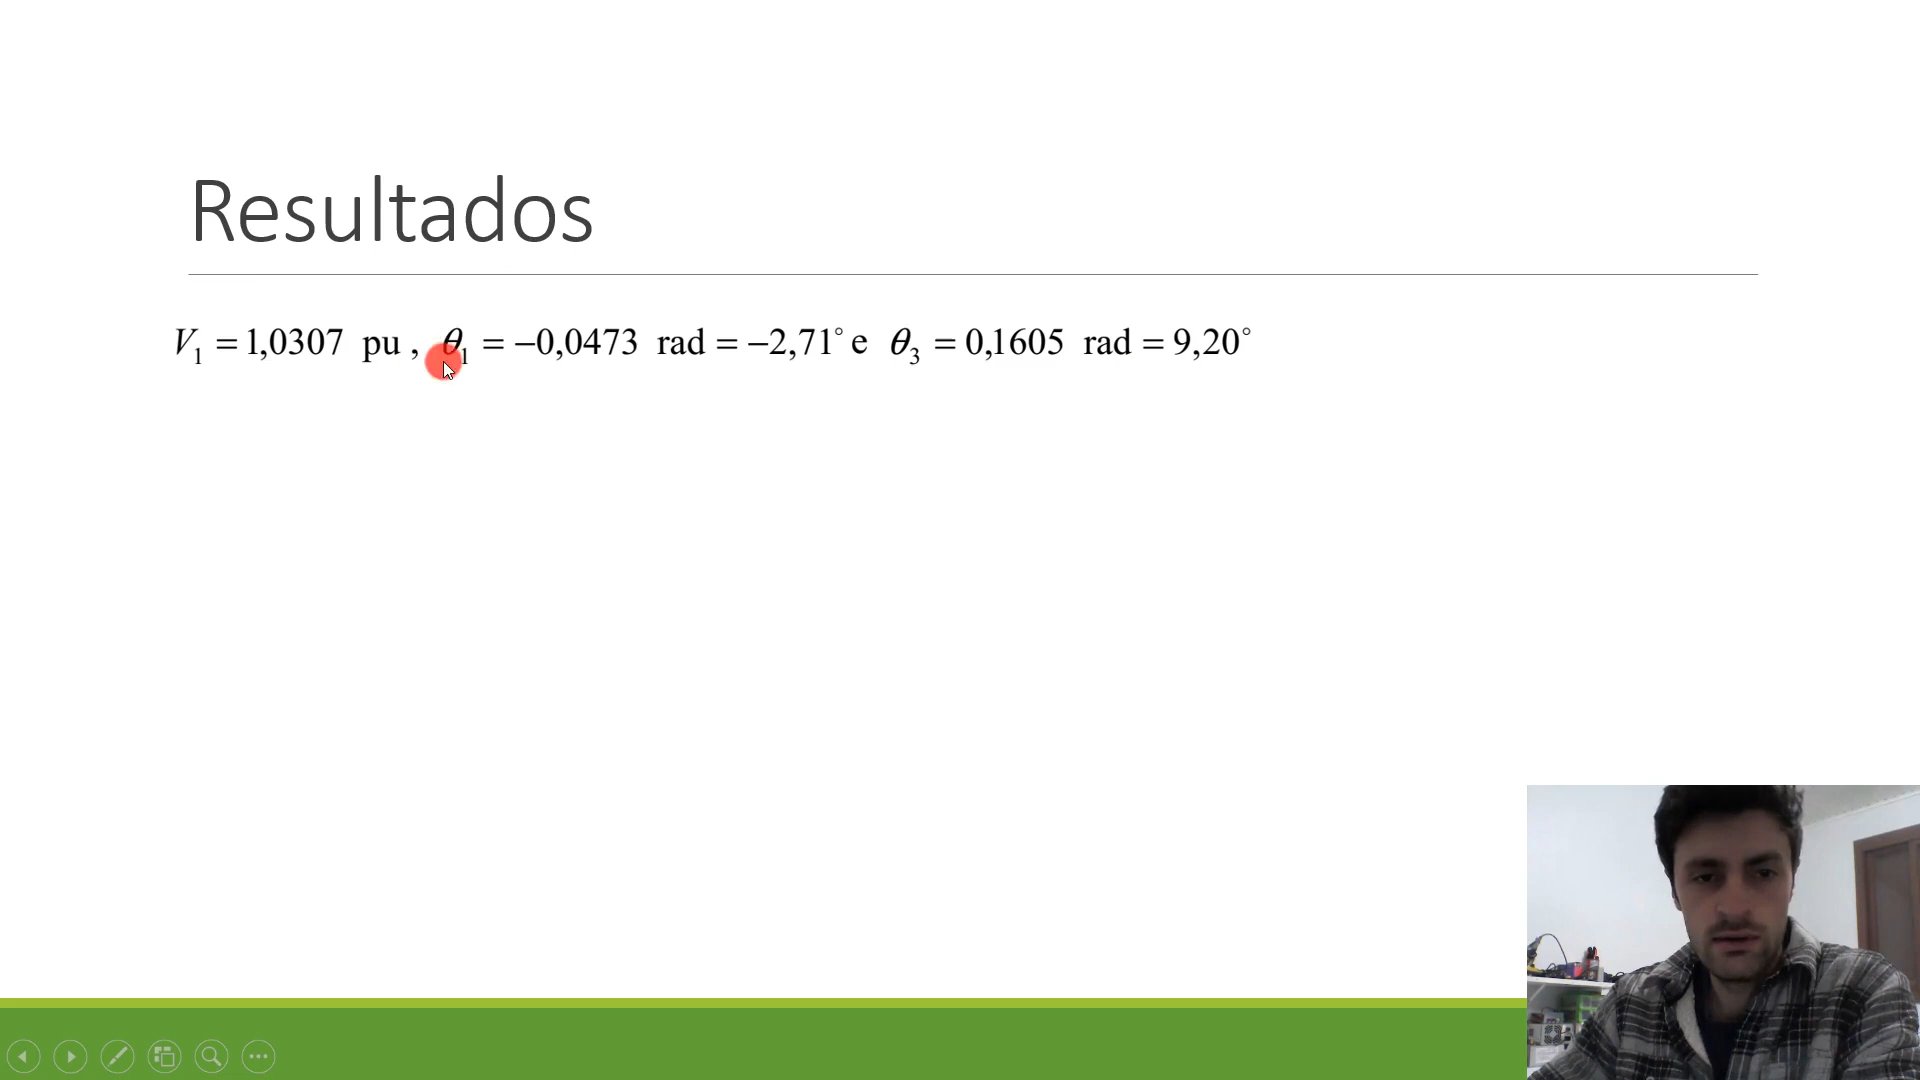 Resultados
V₁ = 1,0307 pu , θ₁ = −0,0473 rad = −2,71° e θ₃ = 0,1605 rad = 9,20°